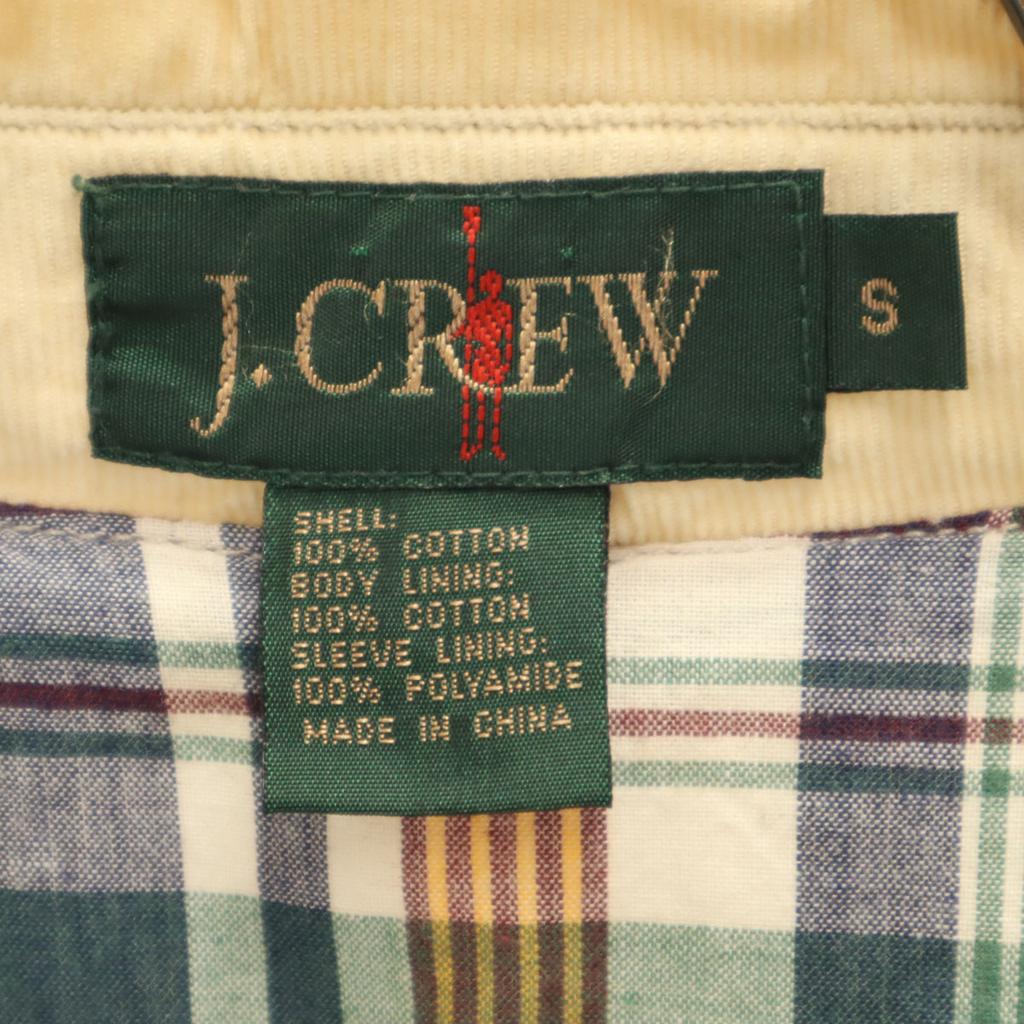 J.CREW
S
SHELL:
100% COTTON
BODY LINING:
100% COTTON
SLEEVE LINING:
100% POLYAMIDE
MADE IN CHINA